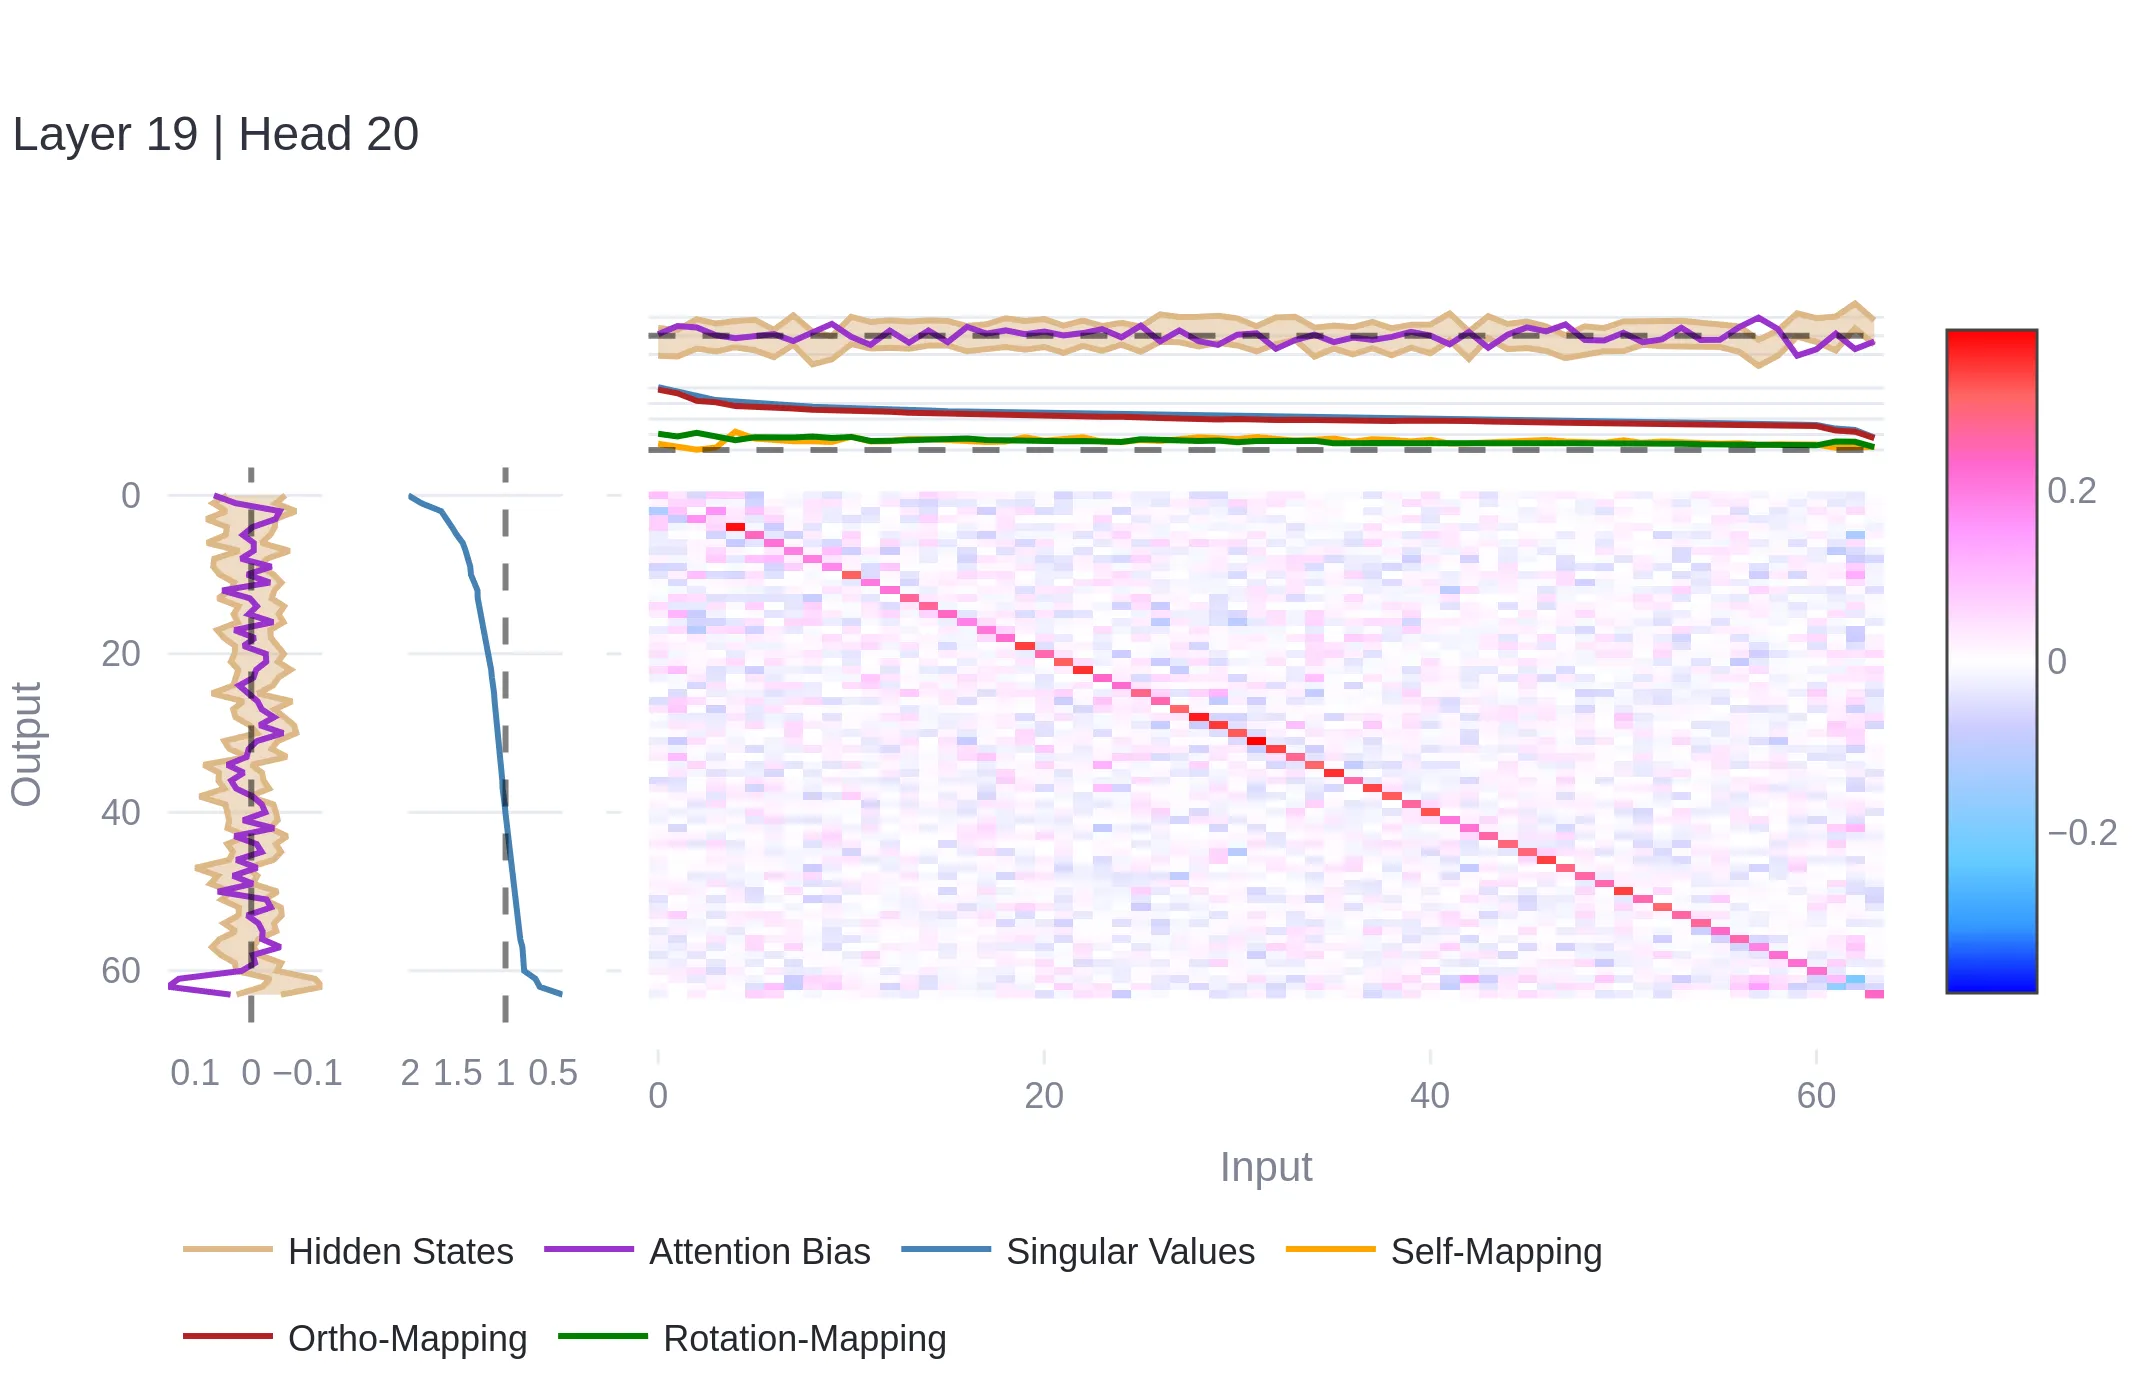 Layer 19 | Head 20
0.2
0
−0.2
0
20
40
60
Output
0.1 0 −0.1
2 1.5 1 0.5
0 20 40 60
Input
Hidden States Attention Bias Singular Values Self-Mapping
Ortho-Mapping Rotation-Mapping